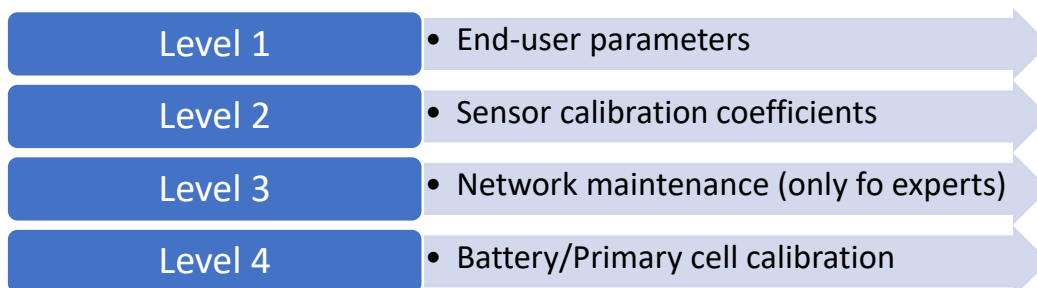 Level 1
• End-user parameters
Level 2
• Sensor calibration coefficients
Level 3
• Network maintenance (only fo experts)
Level 4
• Battery/Primary cell calibration